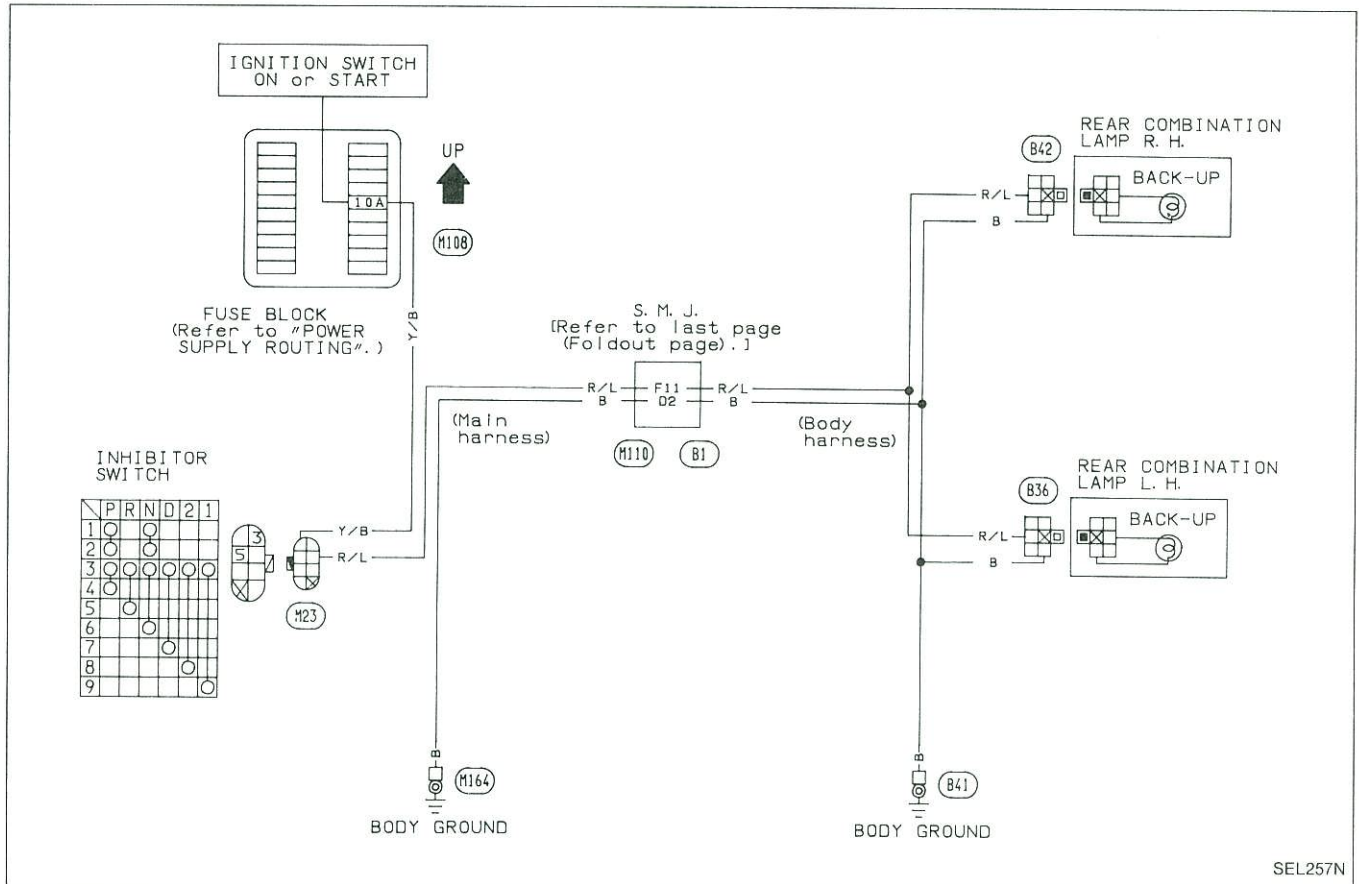 IGNITION SWITCH
ON or START
UP
10A
M108
FUSE BLOCK
(Refer to "POWER
SUPPLY ROUTING".)
Y/B
S. M. J.
[Refer to last page
(Foldout page).]
R/L F11 R/L
B D2 B
(Main
harness)
(Body
harness)
M110 B1
REAR COMBINATION
LAMP R. H.
B42
BACK-UP
R/L
B
REAR COMBINATION
LAMP L. H.
B36
BACK-UP
R/L
B
INHIBITOR
SWITCH
P R N D 2 1
1
2
3
4
5
6
7
8
9
3
5
Y/B
R/L
M23
B
M164
BODY GROUND
B
B41
BODY GROUND
SEL257N